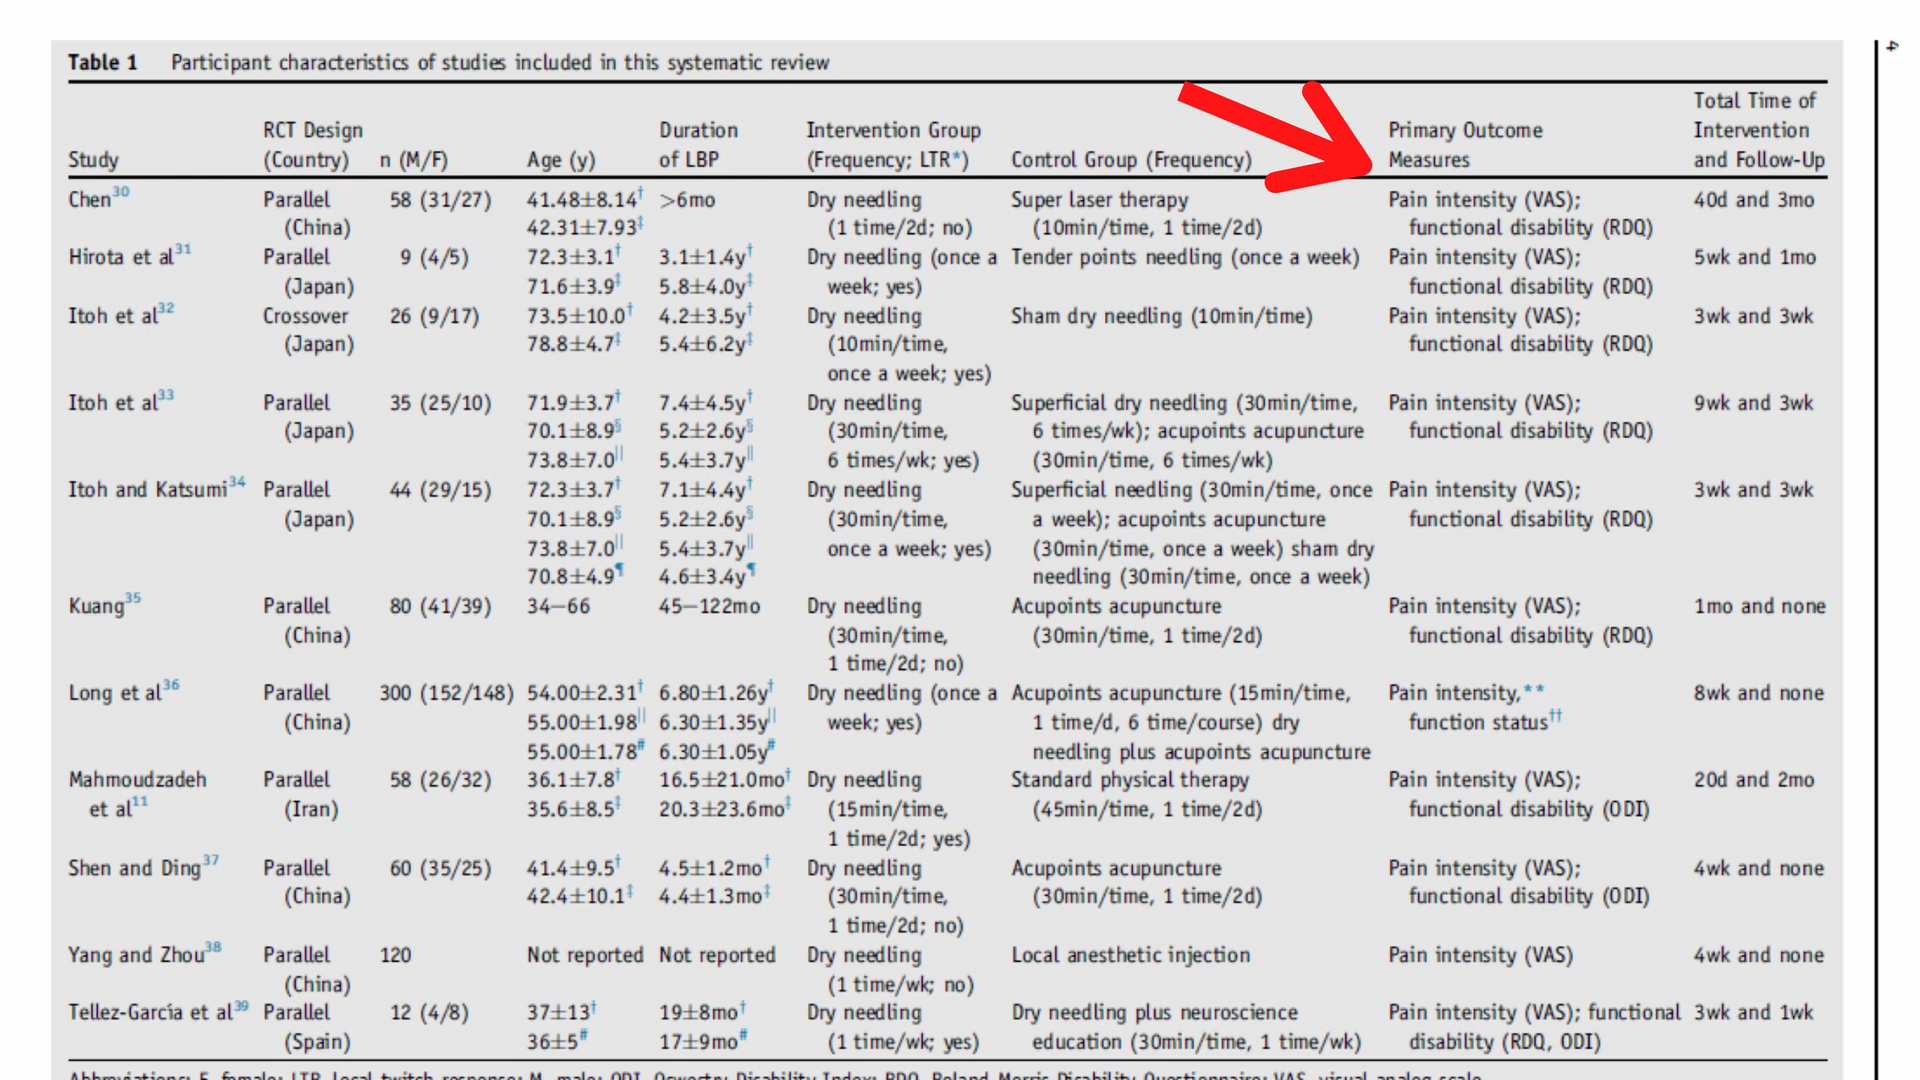 Table 1 Participant characteristics of studies included in this systematic review
4
Total Time of
RCT Design Duration Intervention Group Primary Outcome Intervention
Study (Country) n (M/F) Age (y) of LBP (Frequency; LTR*) Control Group (Frequency) Measures and Follow-Up
Chen30 Parallel 58 (31/27) 41.48±8.14† >6mo Dry needling Super laser therapy Pain intensity (VAS); 40d and 3mo
(China) 42.31±7.93‡ (1 time/2d; no) (10min/time, 1 time/2d) functional disability (RDQ)
Hirota et al31 Parallel 9 (4/5) 72.3±3.1† 3.1±1.4y† Dry needling (once a Tender points needling (once a week) Pain intensity (VAS); 5wk and 1mo
(Japan) 71.6±3.9‡ 5.8±4.0y‡ week; yes) functional disability (RDQ)
Itoh et al32 Crossover 26 (9/17) 73.5±10.0† 4.2±3.5y† Dry needling Sham dry needling (10min/time) Pain intensity (VAS); 3wk and 3wk
(Japan) 78.8±4.7‡ 5.4±6.2y‡ (10min/time, functional disability (RDQ)
once a week; yes)
Itoh et al33 Parallel 35 (25/10) 71.9±3.7† 7.4±4.5y† Dry needling Superficial dry needling (30min/time, Pain intensity (VAS); 9wk and 3wk
(Japan) 70.1±8.9§ 5.2±2.6y§ (30min/time, 6 times/wk); acupoints acupuncture functional disability (RDQ)
73.8±7.0|| 5.4±3.7y|| 6 times/wk; yes) (30min/time, 6 times/wk)
Itoh and Katsumi34 Parallel 44 (29/15) 72.3±3.7† 7.1±4.4y† Dry needling Superficial needling (30min/time, once Pain intensity (VAS); 3wk and 3wk
(Japan) 70.1±8.9§ 5.2±2.6y§ (30min/time, a week); acupoints acupuncture functional disability (RDQ)
73.8±7.0|| 5.4±3.7y|| once a week; yes) (30min/time, once a week) sham dry
70.8±4.9¶ 4.6±3.4y¶ needling (30min/time, once a week)
Kuang35 Parallel 80 (41/39) 34–66 45–122mo Dry needling Acupoints acupuncture Pain intensity (VAS); 1mo and none
(China) (30min/time, (30min/time, 1 time/2d) functional disability (RDQ)
1 time/2d; no)
Long et al36 Parallel 300 (152/148) 54.00±2.31† 6.80±1.26y† Dry needling (once a Acupoints acupuncture (15min/time, Pain intensity,** 8wk and none
(China) 55.00±1.98|| 6.30±1.35y|| week; yes) 1 time/d, 6 time/course) dry function status††
55.00±1.78# 6.30±1.05y# needling plus acupoints acupuncture
Mahmoudzadeh Parallel 58 (26/32) 36.1±7.8† 16.5±21.0mo† Dry needling Standard physical therapy Pain intensity (VAS); 20d and 2mo
et al11 (Iran) 35.6±8.5‡ 20.3±23.6mo‡ (15min/time, (45min/time, 1 time/2d) functional disability (ODI)
1 time/2d; yes)
Shen and Ding37 Parallel 60 (35/25) 41.4±9.5† 4.5±1.2mo† Dry needling Acupoints acupuncture Pain intensity (VAS); 4wk and none
(China) 42.4±10.1‡ 4.4±1.3mo‡ (30min/time, (30min/time, 1 time/2d) functional disability (ODI)
1 time/2d; no)
Yang and Zhou38 Parallel 120 Not reported Not reported Dry needling Local anesthetic injection Pain intensity (VAS) 4wk and none
(China) (1 time/wk; no)
Tellez-García et al39 Parallel 12 (4/8) 37±13† 19±8mo† Dry needling Dry needling plus neuroscience Pain intensity (VAS); functional 3wk and 1wk
(Spain) 36±5# 17±9mo# (1 time/wk; yes) education (30min/time, 1 time/wk) disability (RDQ, ODI)
Abbreviations: F, female; LTR, local twitch response; M, male; ODI, Oswestry Disability Index; RDQ, Roland Morris Disability Questionnaire; VAS, visual analog scale.